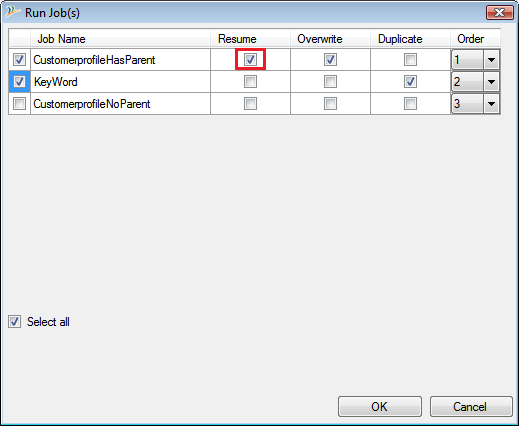 Run Job(s)
Job Name Resume Overwrite Duplicate Order
CustomerprofileHasParent 1
KeyWord 2
CustomerprofileNoParent 3
Select all
OK Cancel